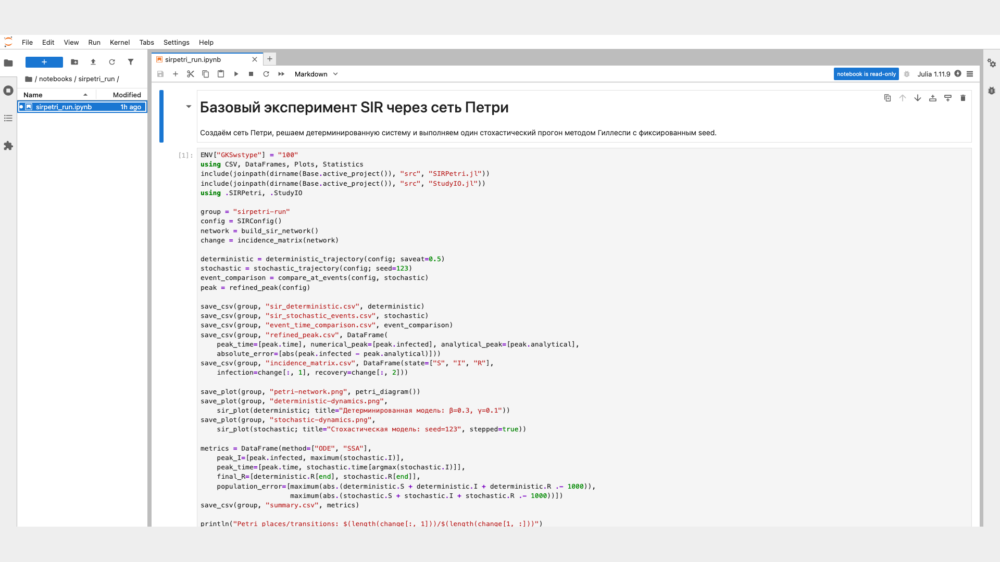 File Edit View Run Kernel Tabs Settings Help
+
/ notebooks / sirpetri_run /
Name Modified
sirpetri_run.ipynb 1h ago
sirpetri_run.ipynb
Markdown
notebook is read-only
Julia 1.11.9
Базовый эксперимент SIR через сеть Петри
Создаём сеть Петри, решаем детерминированную систему и выполняем один стохастический прогон методом Гиллеспи с фиксированным seed.
[1]:
ENV["GKSwstype"] = "100"
using CSV, DataFrames, Plots, Statistics
include(joinpath(dirname(Base.active_project()), "src", "SIRPetri.jl"))
include(joinpath(dirname(Base.active_project()), "src", "StudyIO.jl"))
using .SIRPetri, .StudyIO
group = "sirpetri-run"
config = SIRConfig()
network = build_sir_network()
change = incidence_matrix(network)
deterministic = deterministic_trajectory(config; saveat=0.5)
stochastic = stochastic_trajectory(config; seed=123)
event_comparison = compare_at_events(config, stochastic)
peak = refined_peak(config)
save_csv(group, "sir_deterministic.csv", deterministic)
save_csv(group, "sir_stochastic_events.csv", stochastic)
save_csv(group, "event_time_comparison.csv", event_comparison)
save_csv(group, "refined_peak.csv", DataFrame(
    peak_time=[peak.time], numerical_peak=[peak.infected], analytical_peak=[peak.analytical],
    absolute_error=[abs(peak.infected - peak.analytical)]))
save_csv(group, "incidence_matrix.csv", DataFrame(state=["S", "I", "R"],
    infection=change[:, 1], recovery=change[:, 2]))
save_plot(group, "petri-network.png", petri_diagram())
save_plot(group, "deterministic-dynamics.png",
    sir_plot(deterministic; title="Детерминированная модель: β=0.3, γ=0.1"))
save_plot(group, "stochastic-dynamics.png",
    sir_plot(stochastic; title="Стохастическая модель: seed=123", stepped=true))
metrics = DataFrame(method=["ODE", "SSA"],
    peak_I=[peak.infected, maximum(stochastic.I)],
    peak_time=[peak.time, stochastic.time[argmax(stochastic.I)]],
    final_R=[deterministic.R[end], stochastic.R[end]],
    population_error=[maximum(abs.(deterministic.S + deterministic.I + deterministic.R .- 1000)),
                      maximum(abs.(stochastic.S + stochastic.I + stochastic.R .- 1000))])
save_csv(group, "summary.csv", metrics)
println("Petri places/transitions: $(length(change[:, 1]))/$(length(change[1, :]))")